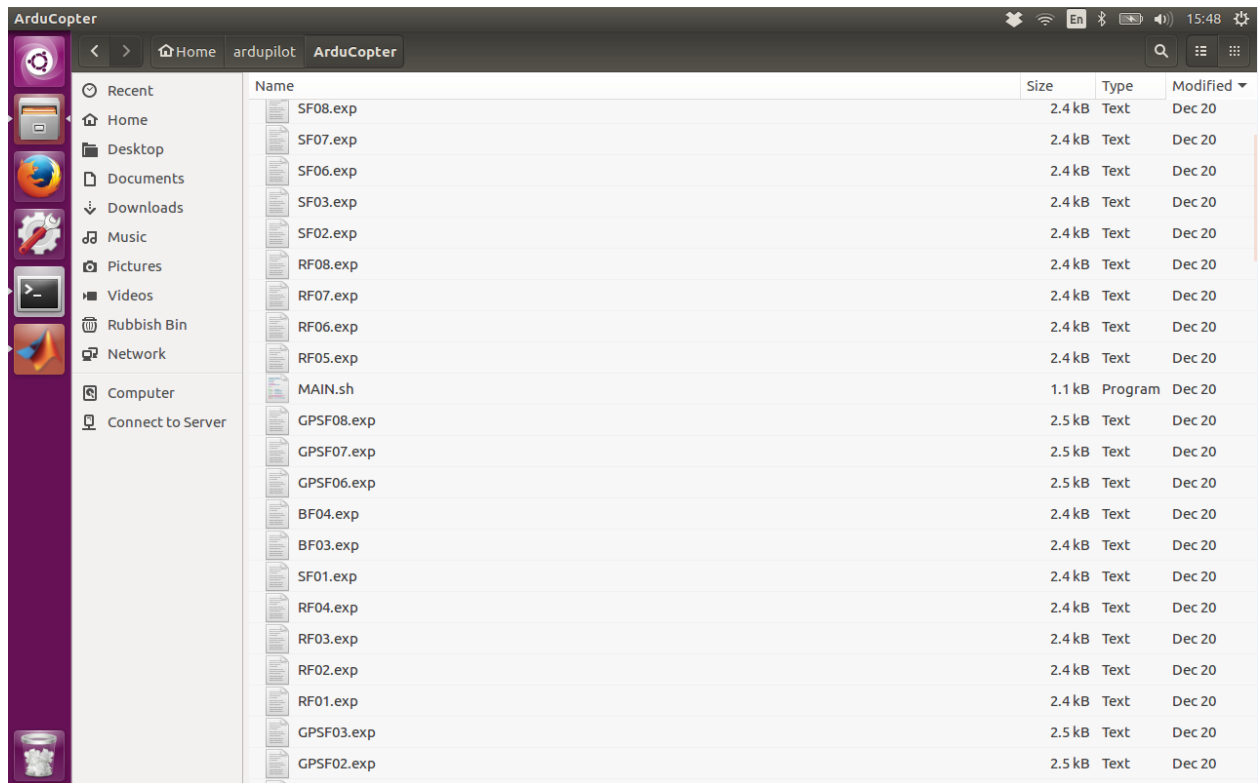 ArduCopter En 15:48
Home ardupilot ArduCopter
Name Size Type Modified
Recent
Home
Desktop
Documents
Downloads
Music
Pictures
Videos
Rubbish Bin
Network
Computer
Connect to Server
SF08.exp 2.4 kB Text Dec 20
SF07.exp 2.4 kB Text Dec 20
SF06.exp 2.4 kB Text Dec 20
SF03.exp 2.4 kB Text Dec 20
SF02.exp 2.4 kB Text Dec 20
RF08.exp 2.4 kB Text Dec 20
RF07.exp 2.4 kB Text Dec 20
RF06.exp 2.4 kB Text Dec 20
RF05.exp 2.4 kB Text Dec 20
MAIN.sh 1.1 kB Program Dec 20
GPSF08.exp 2.5 kB Text Dec 20
GPSF07.exp 2.5 kB Text Dec 20
GPSF06.exp 2.5 kB Text Dec 20
BF04.exp 2.4 kB Text Dec 20
BF03.exp 2.4 kB Text Dec 20
SF01.exp 2.4 kB Text Dec 20
RF04.exp 2.4 kB Text Dec 20
RF03.exp 2.4 kB Text Dec 20
RF02.exp 2.4 kB Text Dec 20
RF01.exp 2.4 kB Text Dec 20
GPSF03.exp 2.5 kB Text Dec 20
GPSF02.exp 2.5 kB Text Dec 20